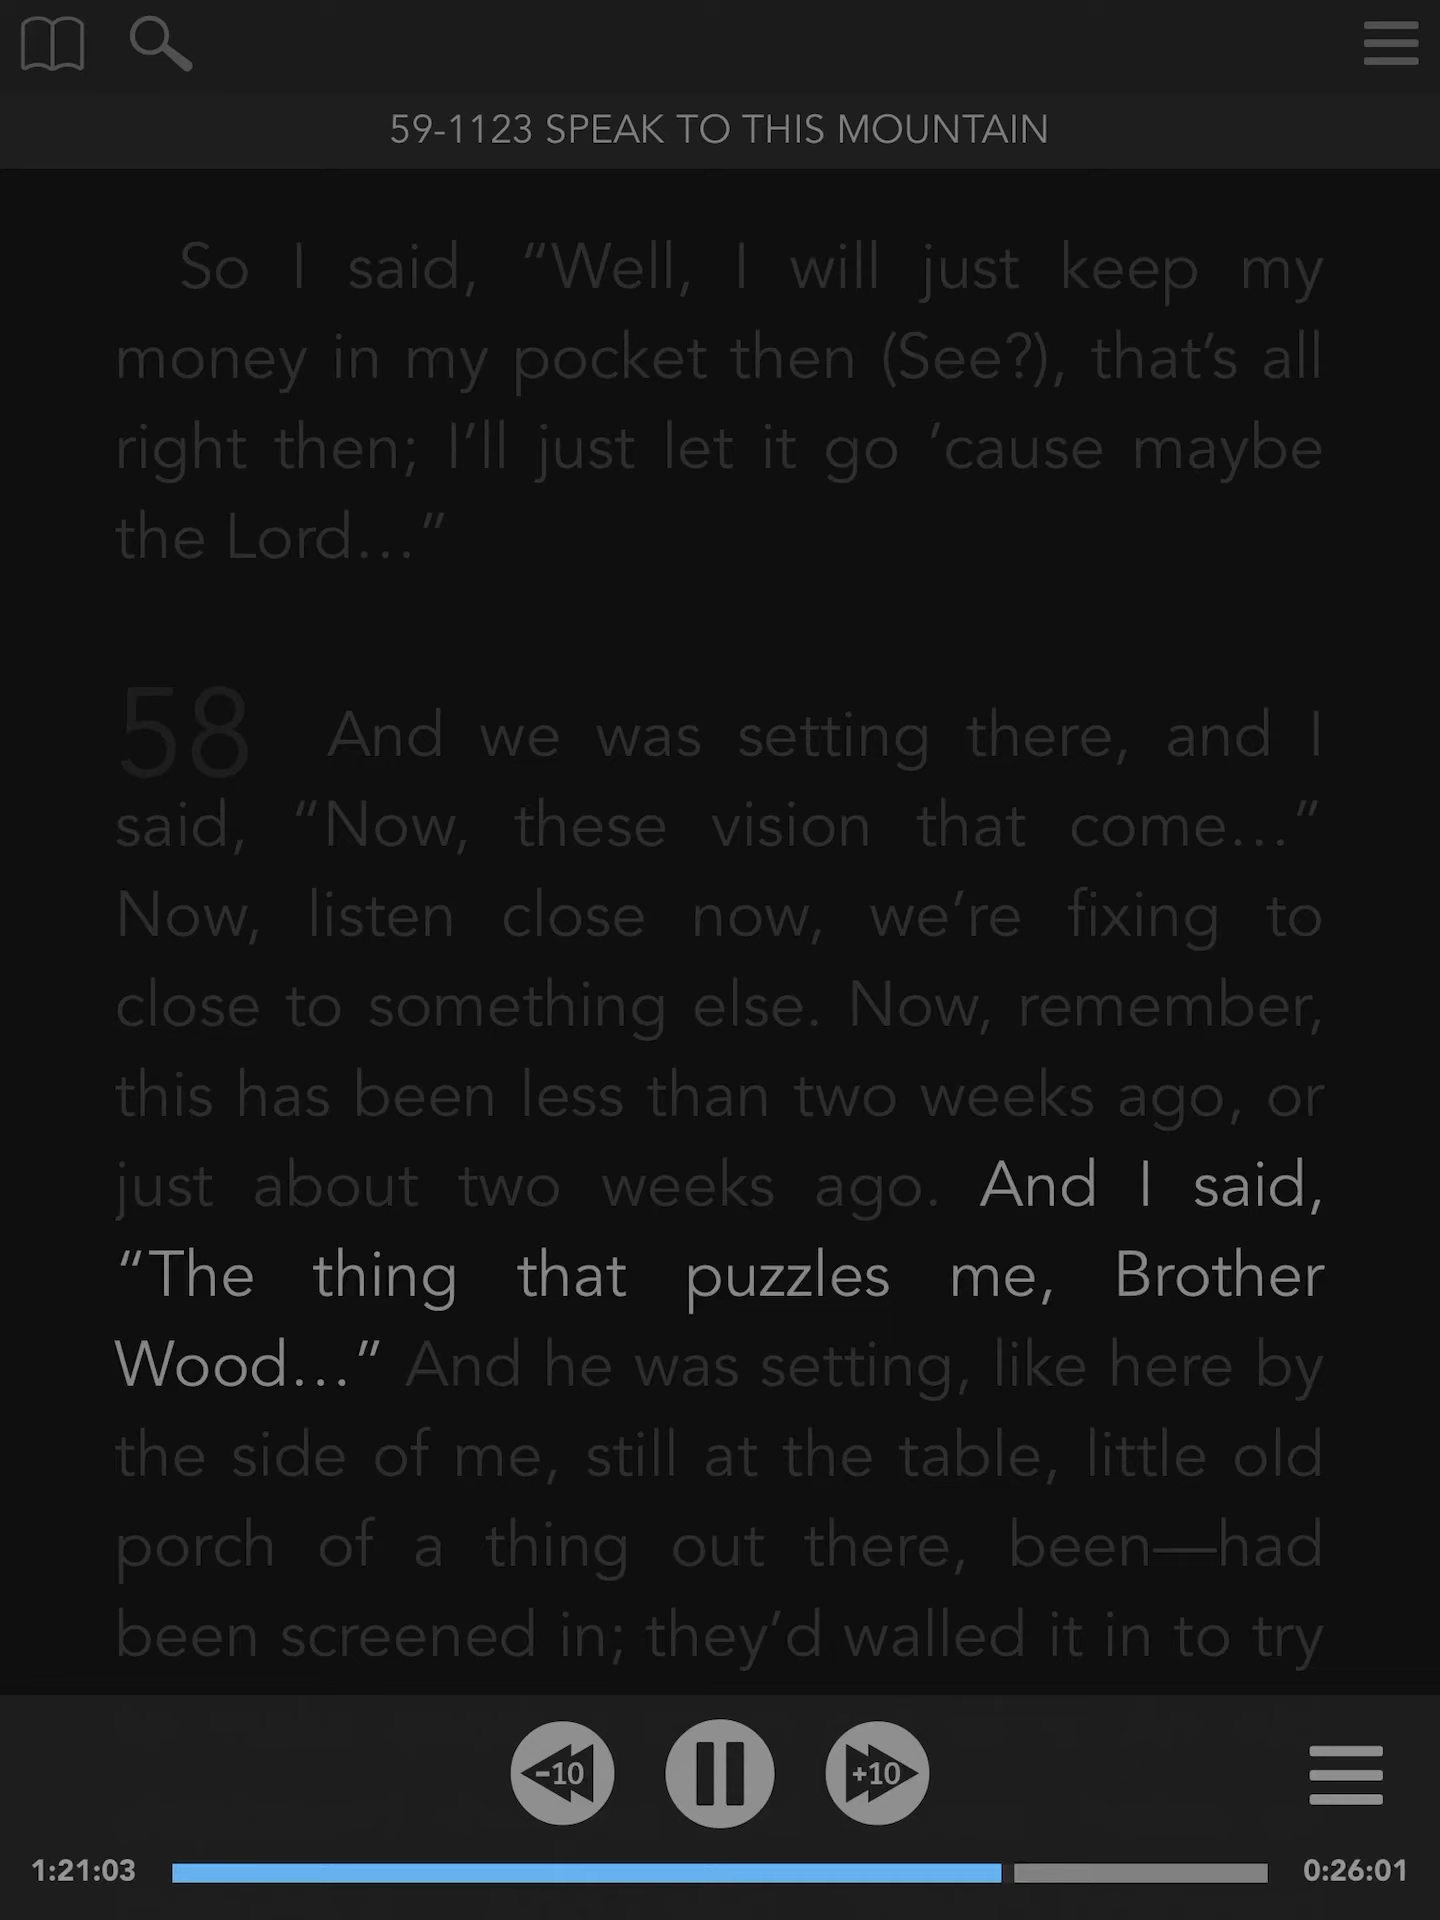 59-1123 SPEAK TO THIS MOUNTAIN
So I said, “Well, I will just keep my
money in my pocket then (See?), that’s all
right then; I’ll just let it go ’cause maybe
the Lord…”
58 And we was setting there, and I
said, “Now, these vision that come…”
Now, listen close now, we’re fixing to
close to something else. Now, remember,
this has been less than two weeks ago, or
just about two weeks ago. And I said,
“The thing that puzzles me, Brother
Wood…” And he was setting, like here by
the side of me, still at the table, little old
porch of a thing out there, been—had
been screened in; they’d walled it in to try
-10 +10
1:21:03 0:26:01